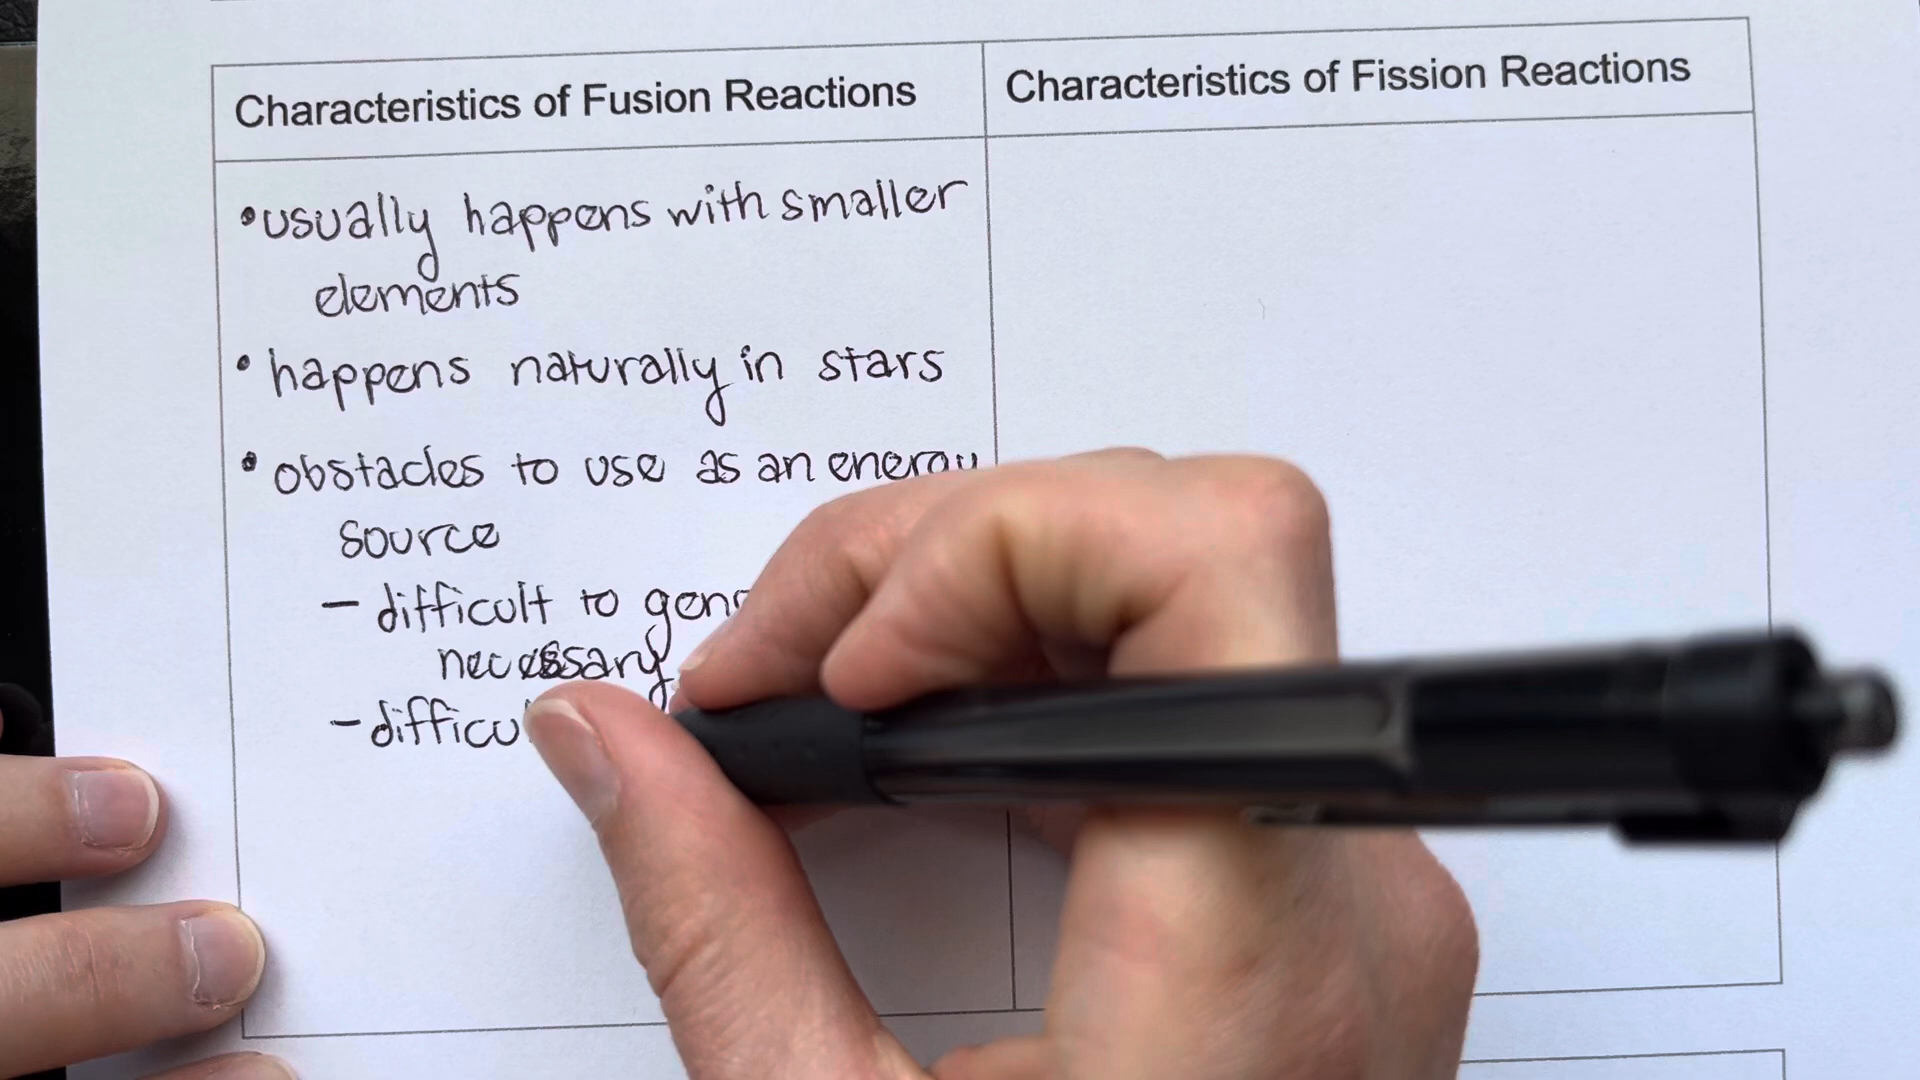 Characteristics of Fusion Reactions
Characteristics of Fission Reactions
•usually happens with smaller
elements
• happens naturally in stars
• obstacles to use as an energy
source
– difficult to
necessary
–